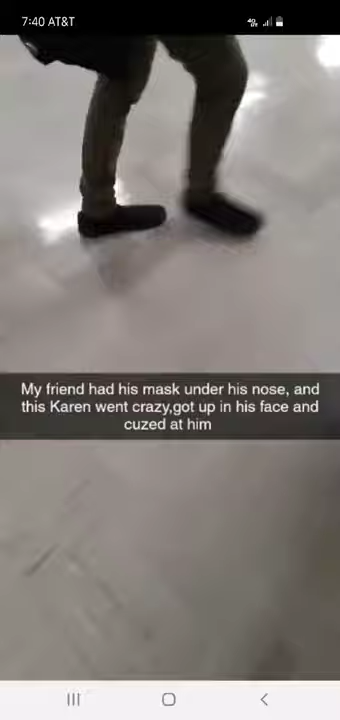 7:40 AT&T
4G
My friend had his mask under his nose, and
this Karen went crazy,got up in his face and
cuzed at him